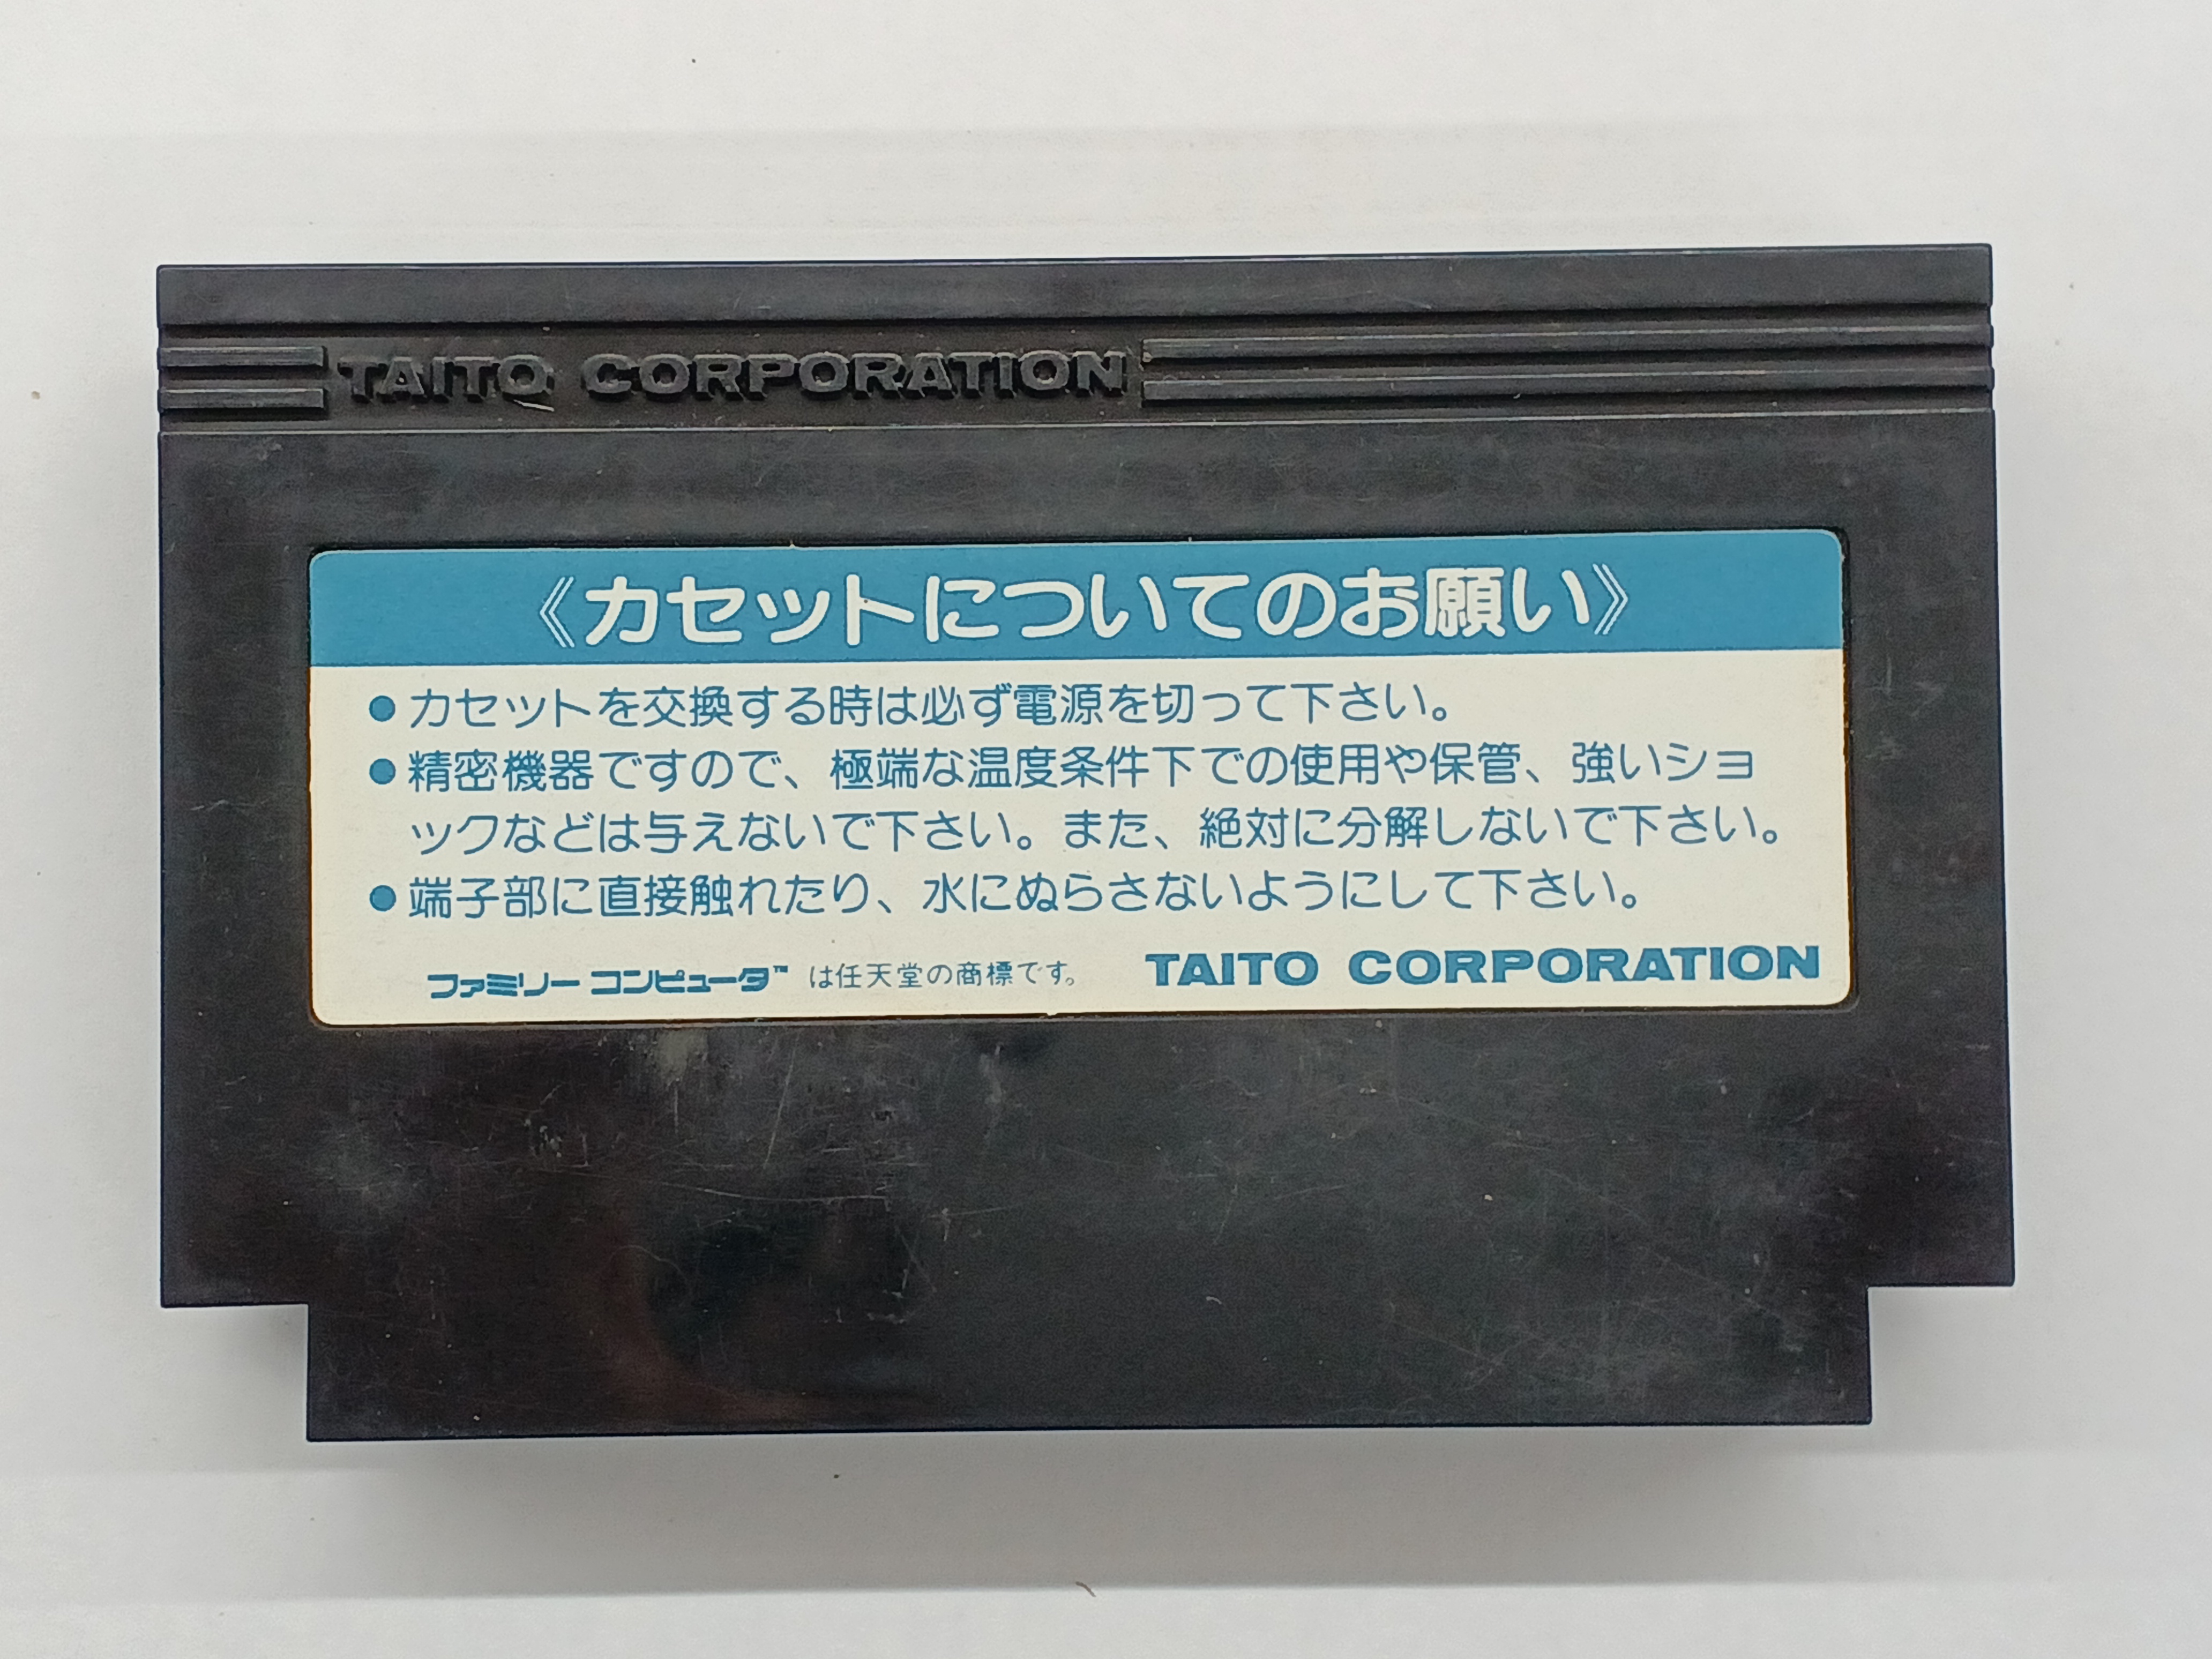 TAITO CORPORATION
《カセットについてのお願い》
●カセットを交換する時は必ず電源を切って下さい。
●精密機器ですので、極端な温度条件下での使用や保管、強いショ
ックなどは与えないで下さい。また、絶対に分解しないで下さい。
●端子部に直接触れたり、水にぬらさないようにして下さい。
ファミリーコンピュータ™は任天堂の商標です。 TAITO CORPORATION